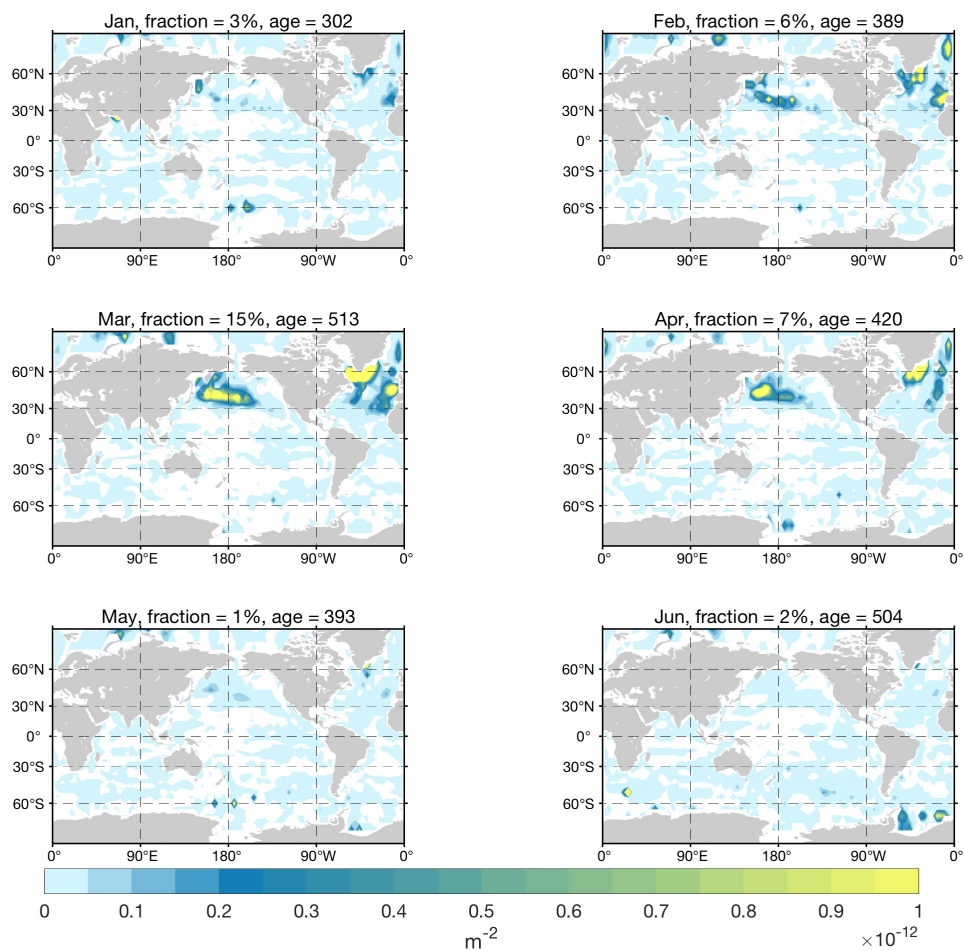 Jan, fraction = 3%, age = 302
60°N
30°N
0°
30°S
60°S
0° 90°E 180° 90°W 0°
Feb, fraction = 6%, age = 389
60°N
30°N
0°
30°S
60°S
0° 90°E 180° 90°W 0°
Mar, fraction = 15%, age = 513
60°N
30°N
0°
30°S
60°S
0° 90°E 180° 90°W 0°
Apr, fraction = 7%, age = 420
60°N
30°N
0°
30°S
60°S
0° 90°E 180° 90°W 0°
May, fraction = 1%, age = 393
60°N
30°N
0°
30°S
60°S
0° 90°E 180° 90°W 0°
Jun, fraction = 2%, age = 504
60°N
30°N
0°
30°S
60°S
0° 90°E 180° 90°W 0°
0 0.1 0.2 0.3 0.4 0.5 0.6 0.7 0.8 0.9 1
m⁻²
×10⁻¹²